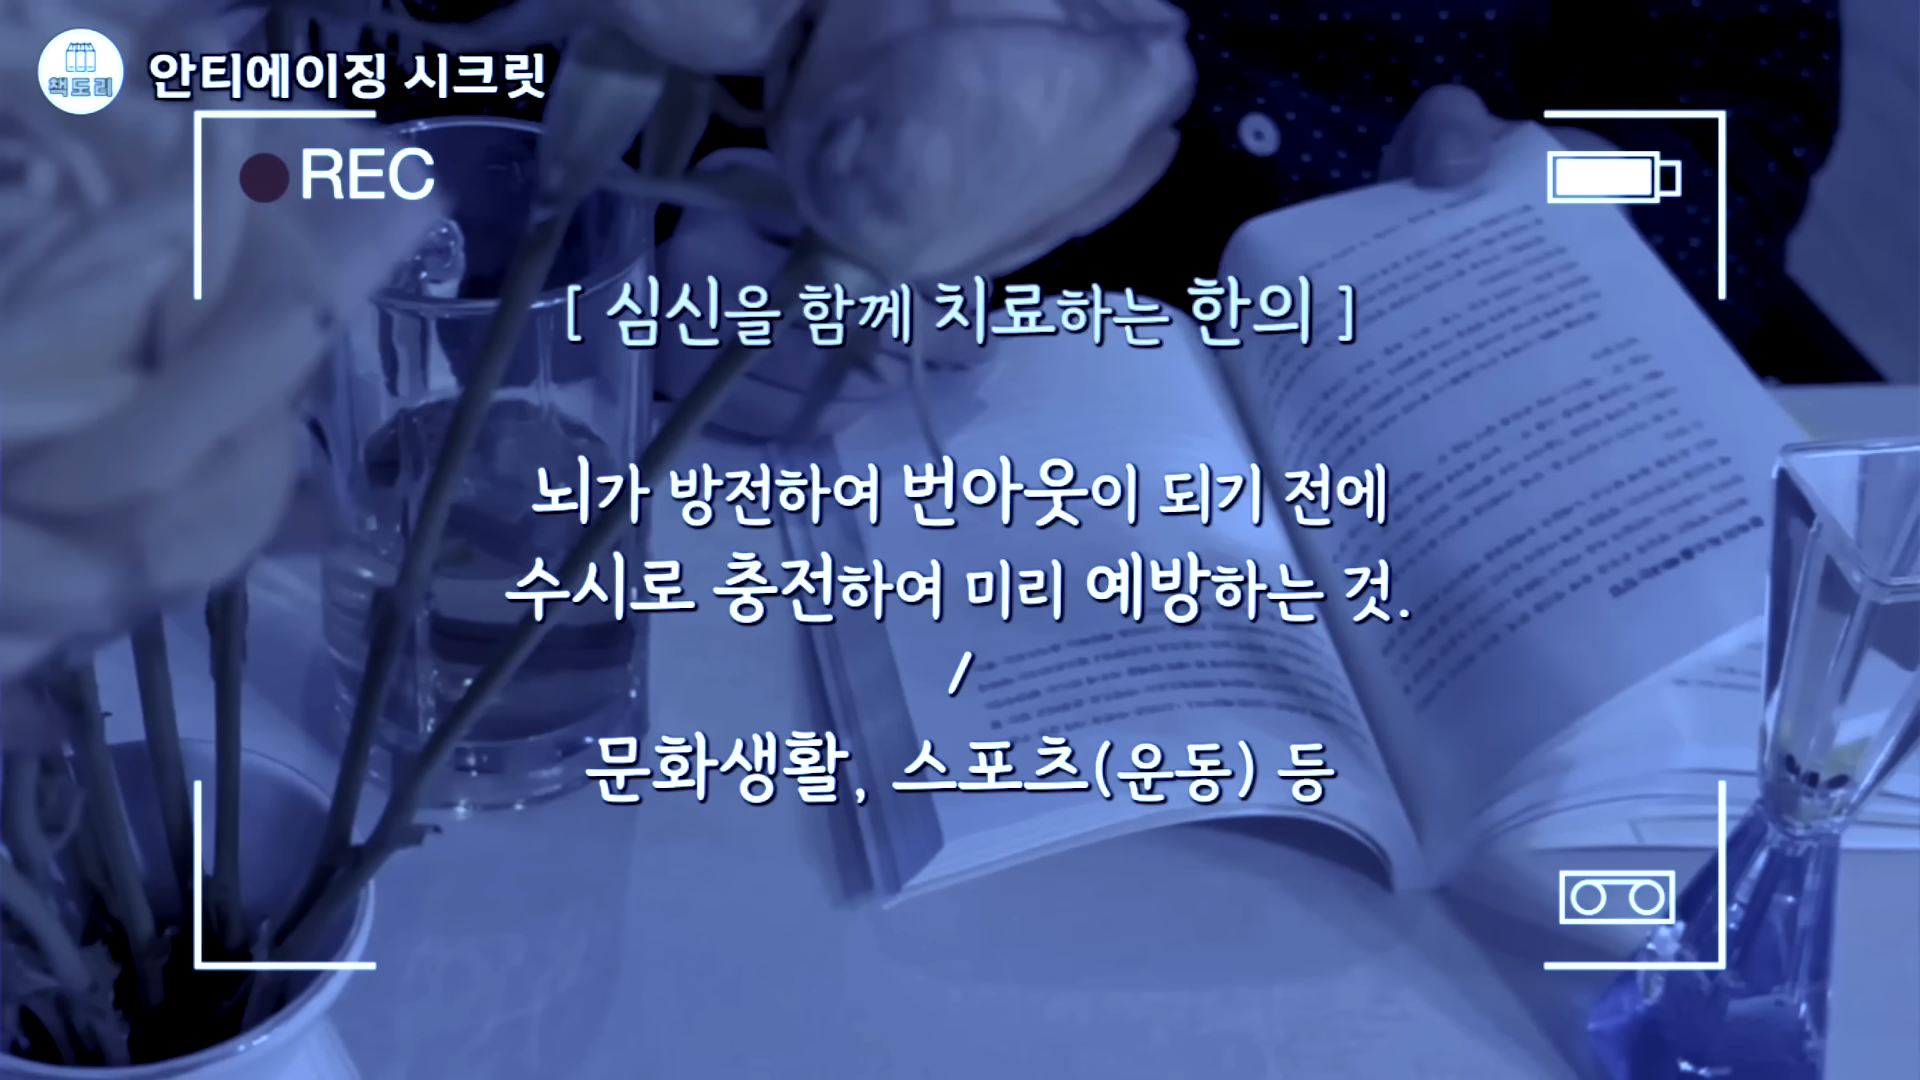 책도리
안티에이징 시크릿
REC
[ 심신을 함께 치료하는 한의 ]
뇌가 방전하여 번아웃이 되기 전에
수시로 충전하여 미리 예방하는 것.
/
문화생활, 스포츠(운동) 등